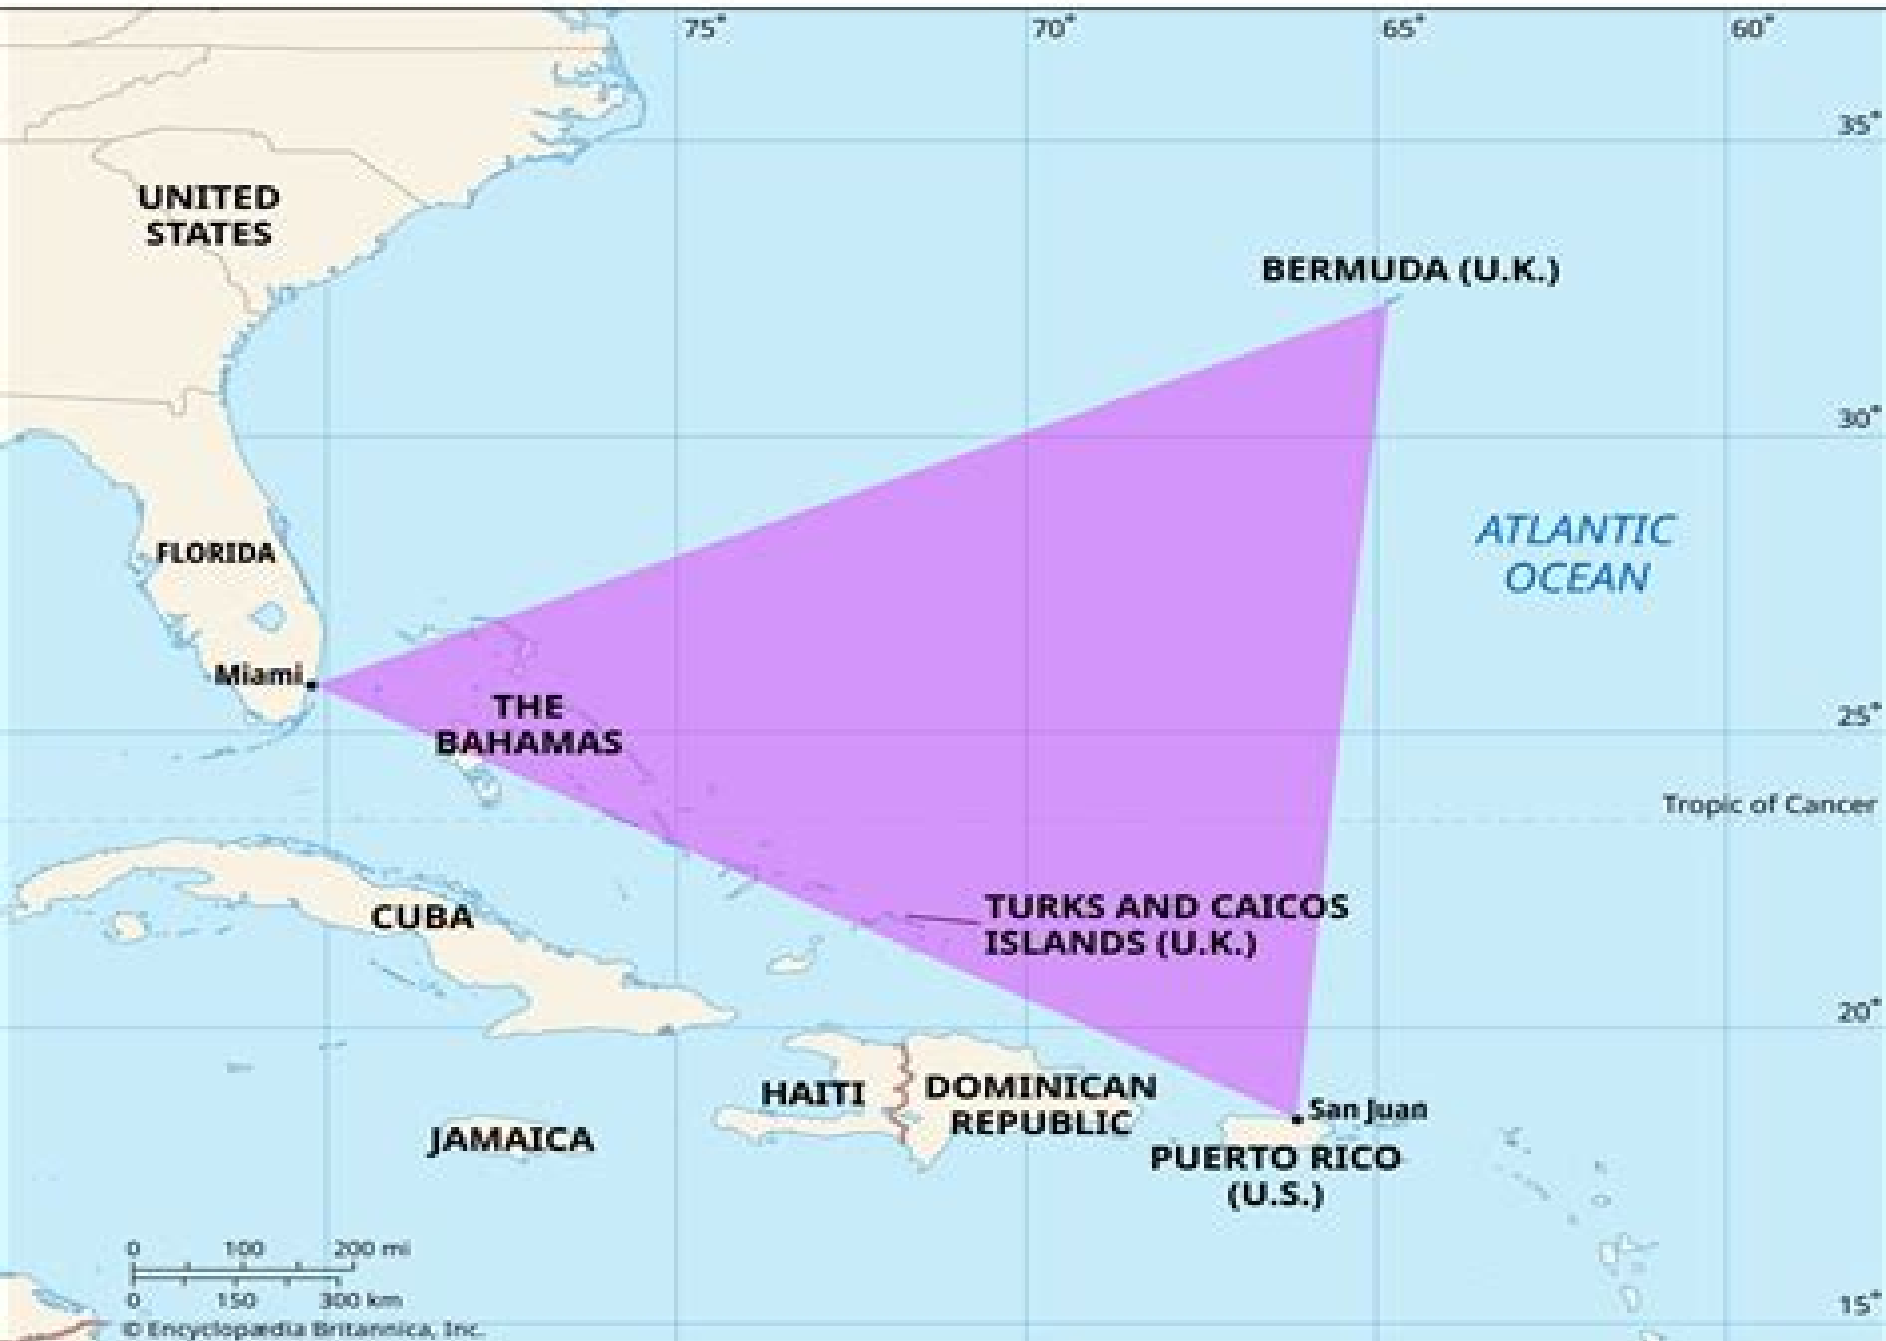 75°
70°
65°
60°
35°
UNITED
STATES
BERMUDA (U.K.)
30°
ATLANTIC
OCEAN
FLORIDA
Miami
THE
BAHAMAS
25°
Tropic of Cancer
CUBA
TURKS AND CAICOS
ISLANDS (U.K.)
20°
HAITI
DOMINICAN
REPUBLIC
San Juan
JAMAICA
PUERTO RICO
(U.S.)
0 100 200 mi
0 150 300 km
15°
© Encyclopædia Britannica, Inc.